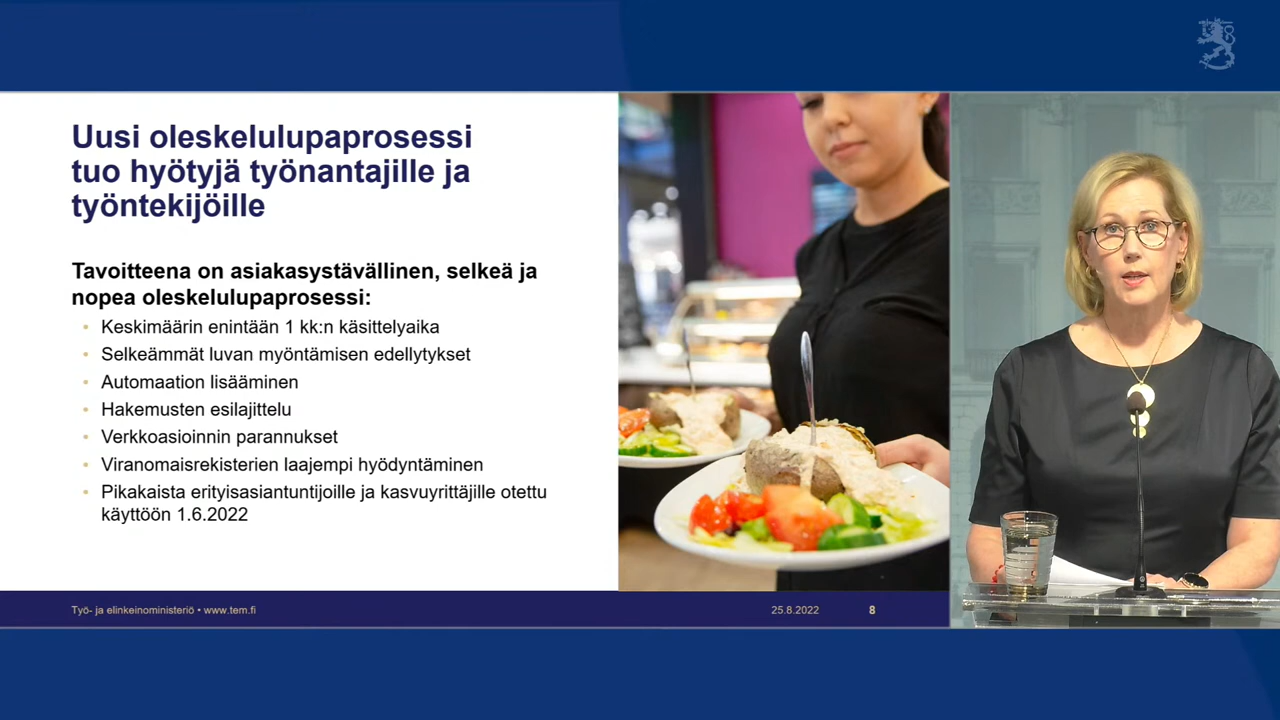 Uusi oleskelulupaprosessi
tuo hyötyjä työnantajille ja
työntekijöille
Tavoitteena on asiakasystävällinen, selkeä ja
nopea oleskelulupaprosessi:
• Keskimäärin enintään 1 kk:n käsittelyaika
• Selkeämmät luvan myöntämisen edellytykset
• Automaation lisääminen
• Hakemusten esilajittelu
• Verkkoasioinnin parannukset
• Viranomaisrekisterien laajempi hyödyntäminen
• Pikakaista erityisasiantuntijoille ja kasvuyrittäjille otettu
käyttöön 1.6.2022
Työ- ja elinkeinoministeriö • www.tem.fi
25.8.2022
8